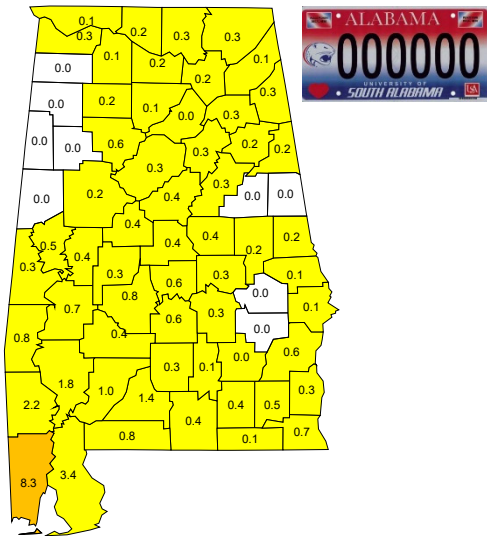 ALABAMA
000000
UNIVERSITY OF
SOUTH ALABAMA
USA
0.1
0.3 0.2 0.3 0.3
0.1 0.2 0.1
0.0 0.2
0.3
0.0 0.2 0.1 0.0 0.3
0.0 0.0 0.6 0.3 0.2 0.2
0.3 0.3
0.0 0.2 0.4 0.0 0.0
0.4 0.4 0.4 0.2 0.2
0.5 0.4
0.3 0.3 0.6 0.3 0.1
0.8 0.0
0.7 0.6 0.3 0.1
0.8 0.4 0.0
0.3 0.1 0.0 0.6
1.8 1.0 1.4 0.3
2.2 0.4 0.4 0.5
0.8 0.1 0.7
8.3 3.4